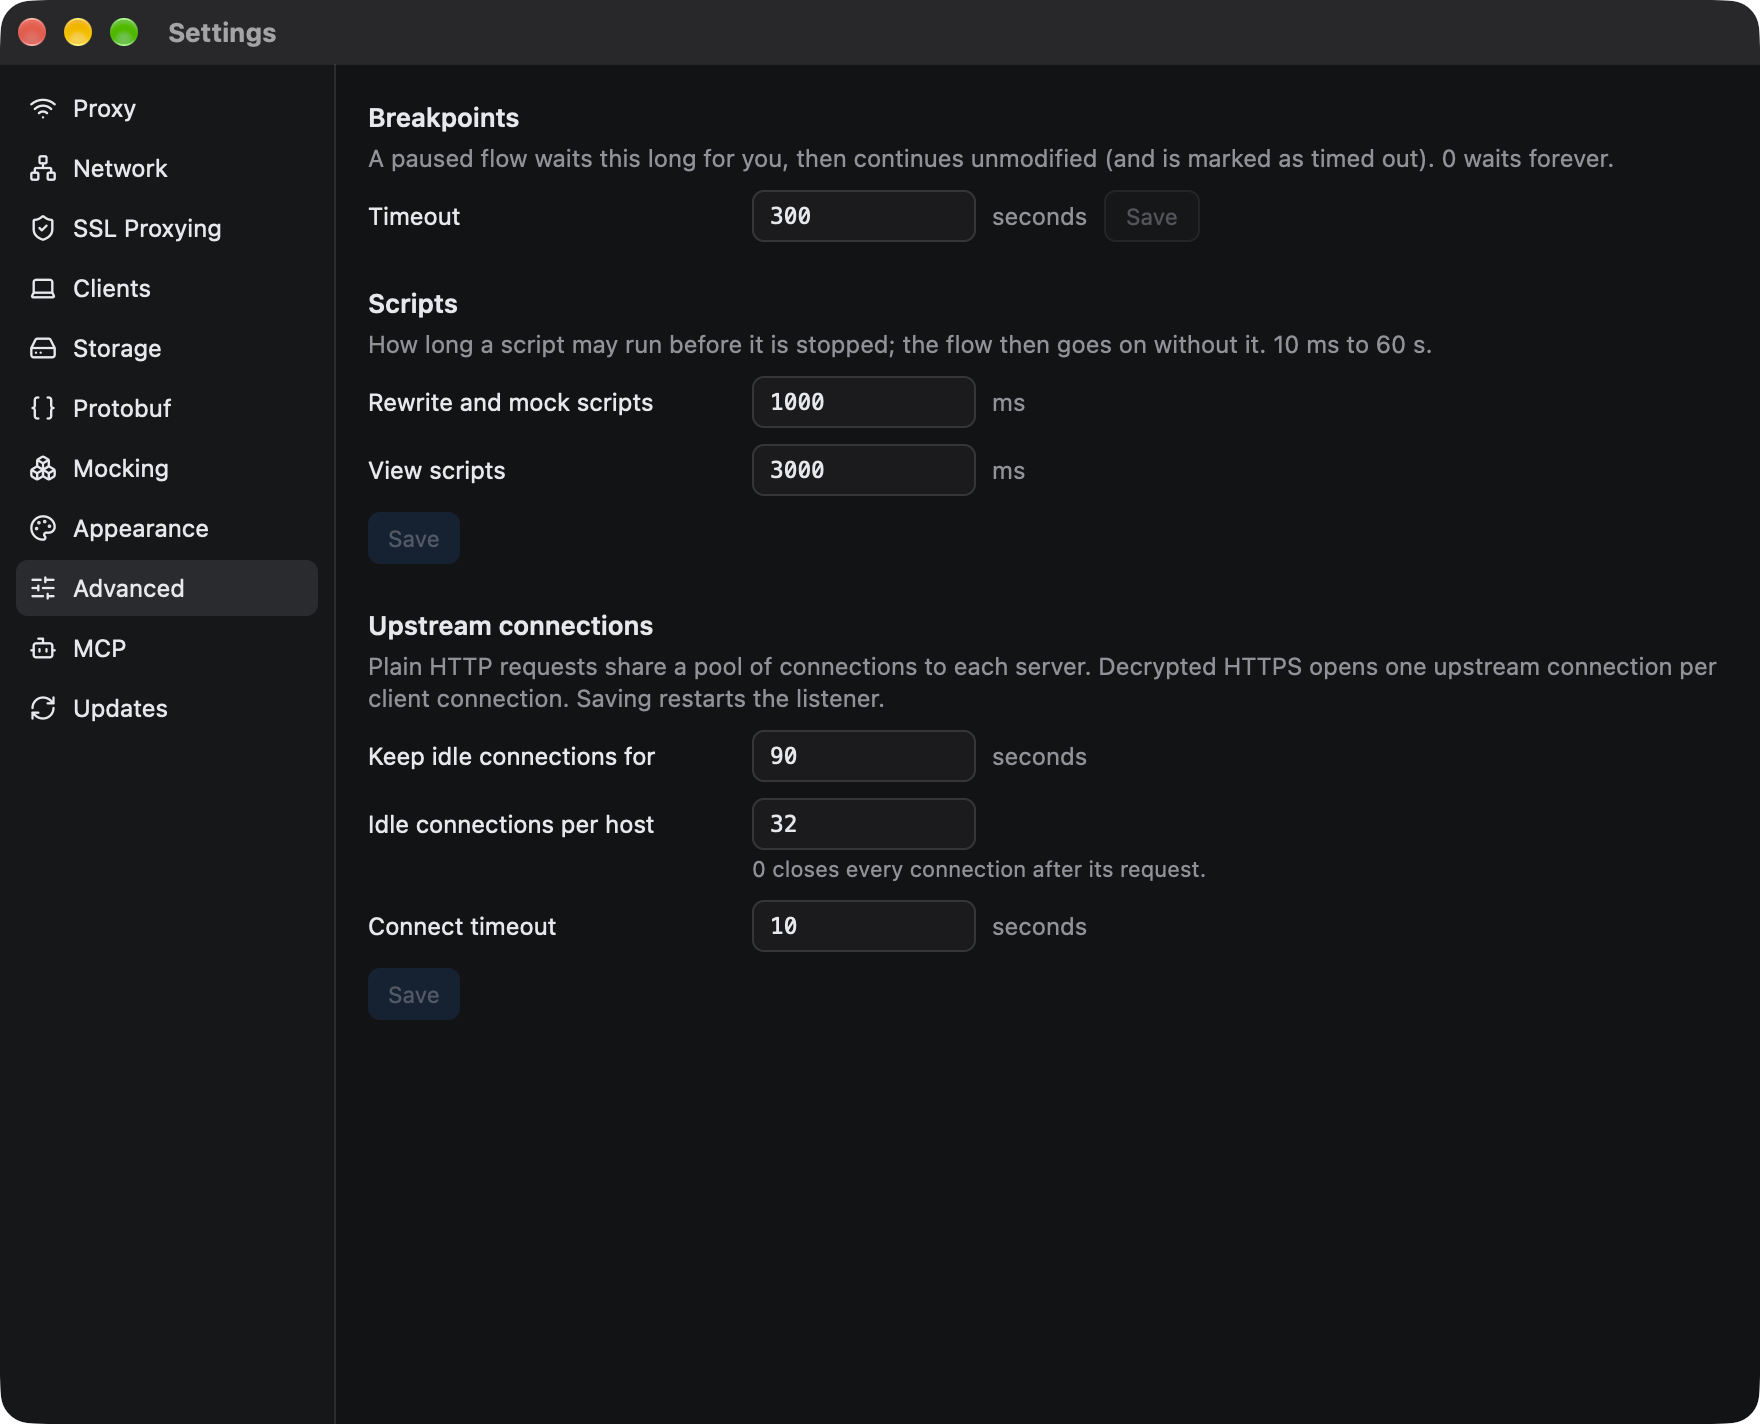 Settings
Proxy
Network
SSL Proxying
Clients
Storage
Protobuf
Mocking
Appearance
Advanced
MCP
Updates
Breakpoints
A paused flow waits this long for you, then continues unmodified (and is marked as timed out). 0 waits forever.
Timeout 300 seconds Save
Scripts
How long a script may run before it is stopped; the flow then goes on without it. 10 ms to 60 s.
Rewrite and mock scripts 1000 ms
View scripts 3000 ms
Save
Upstream connections
Plain HTTP requests share a pool of connections to each server. Decrypted HTTPS opens one upstream connection per
client connection. Saving restarts the listener.
Keep idle connections for 90 seconds
Idle connections per host 32
0 closes every connection after its request.
Connect timeout 10 seconds
Save